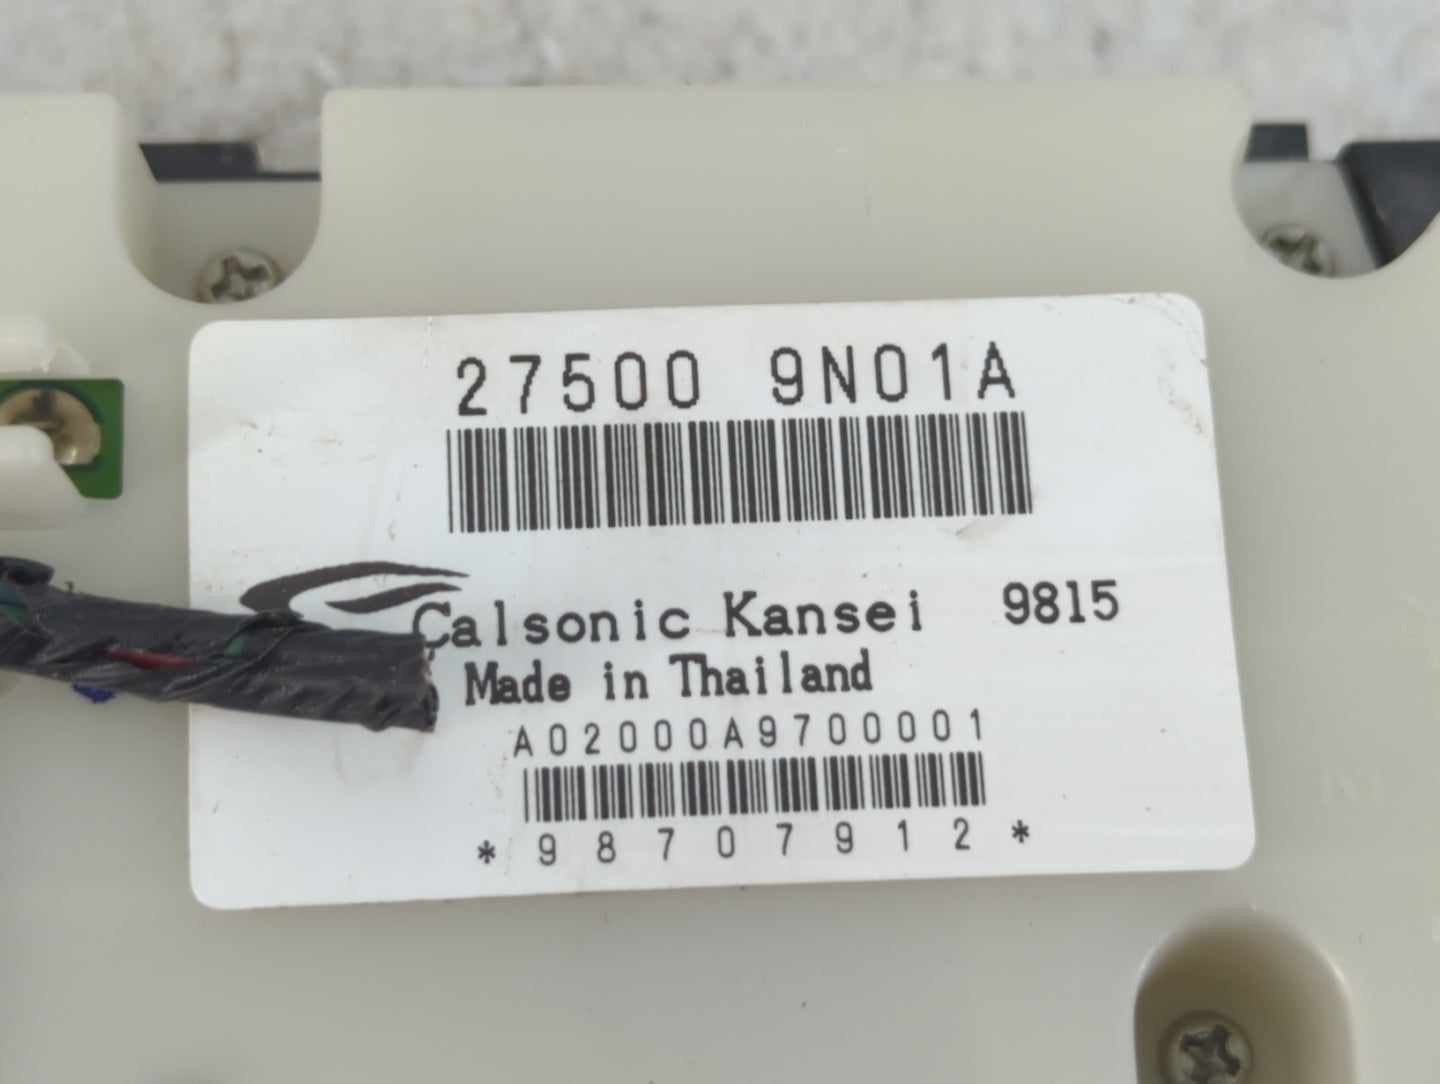 27500 9N01A
Calsonic Kansei 9815
Made in Thailand
A02000A9700001
*98707912*